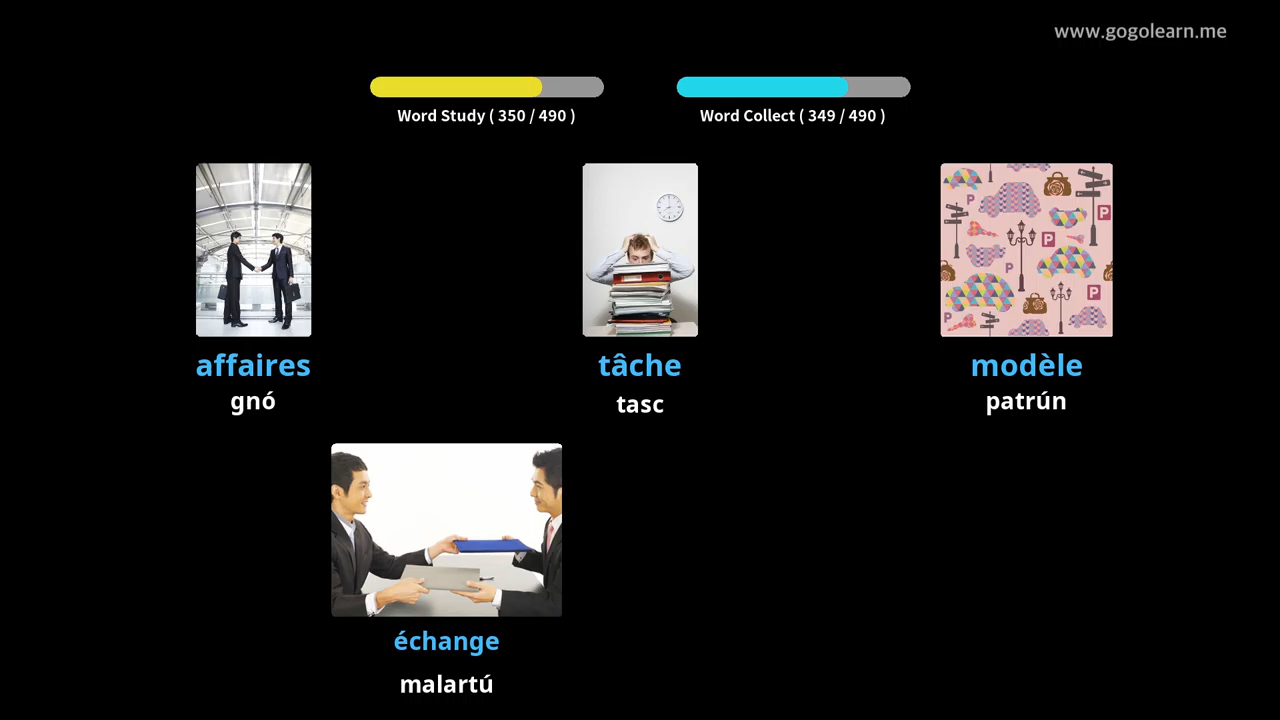 www.gogolearn.me
Word Study ( 350 / 490 )
Word Collect ( 349 / 490 )
affaires
gnó
tâche
tasc
modèle
patrún
échange
malartú